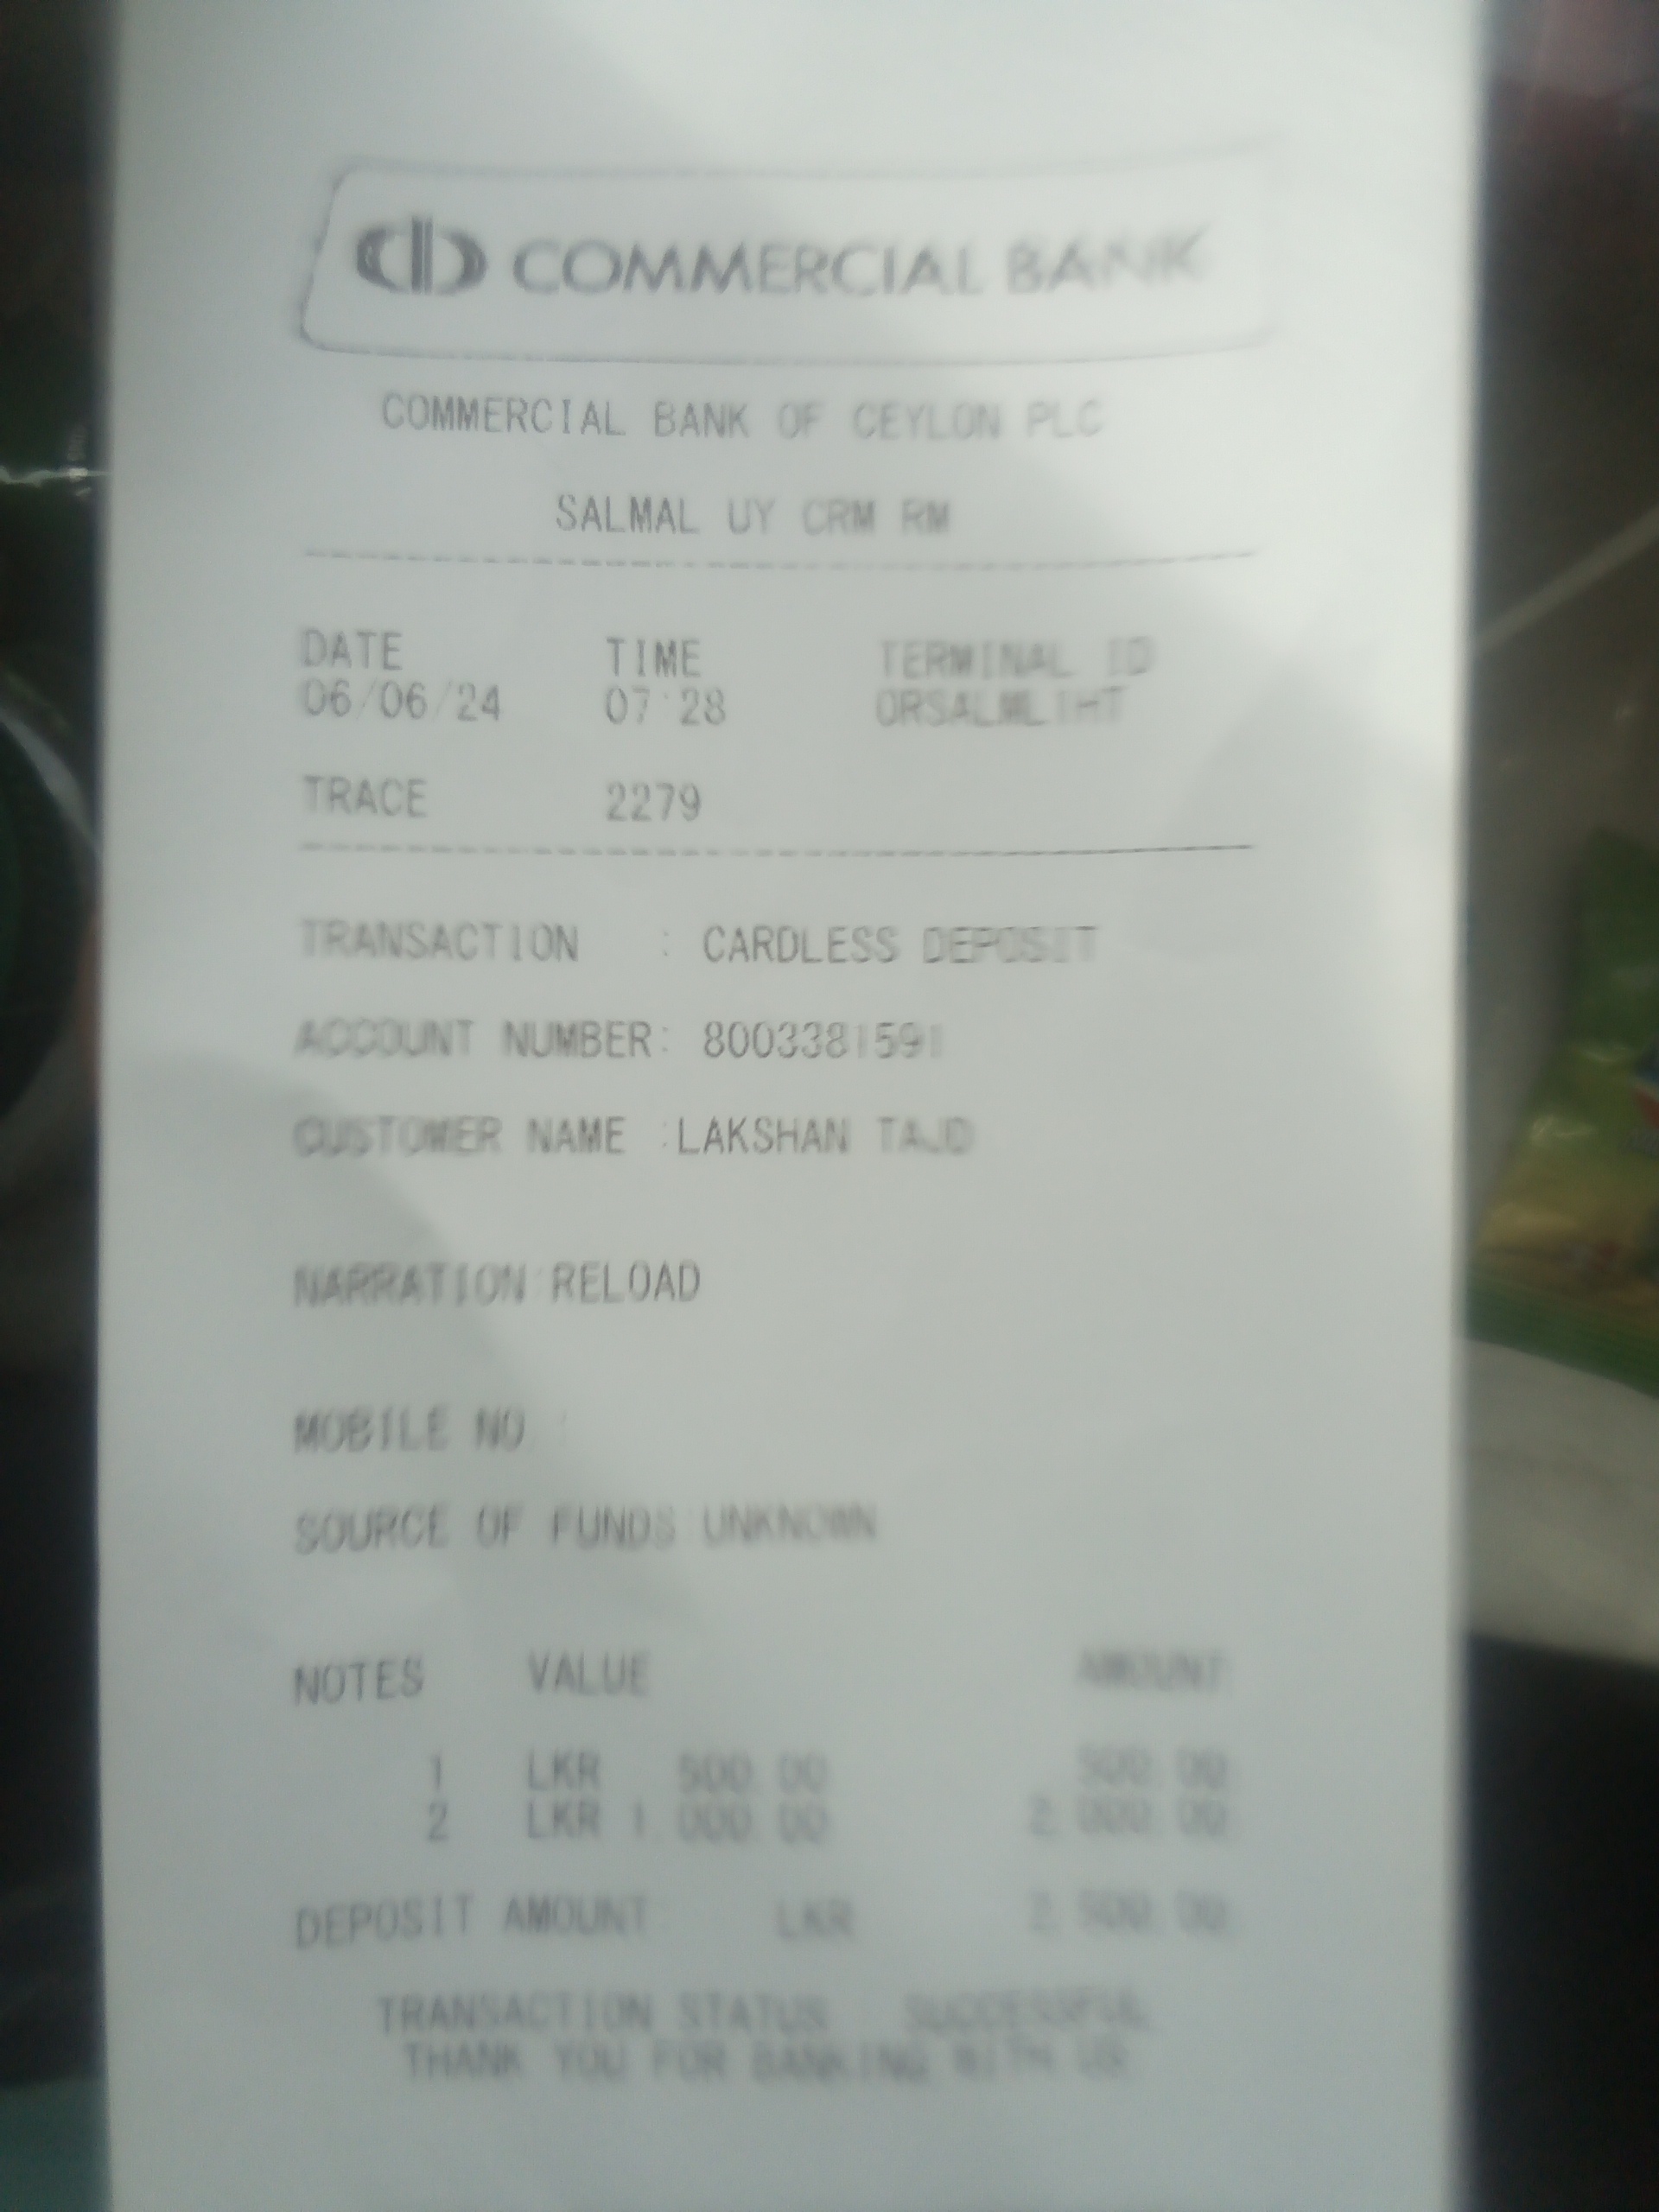 COMMERCIAL BANK
COMMERCIAL BANK OF CEYLON PLC
SALMAL UY CRM RM
DATE TIME TERMINAL ID
06/06/24 07:28
TRACE 2279
TRANSACTION : CARDLESS DEPOSIT
ACCOUNT NUMBER: 8003381591
CUSTOMER NAME :LAKSHAN TAJD
NARRATION:RELOAD
MOBILE NO :
SOURCE OF FUNDS:UNKNOWN
NOTES VALUE AMOUNT
1 LKR 500.00 500.00
2 LKR 1,000.00 2,000.00
DEPOSIT AMOUNT: LKR 2,500.00
TRANSACTION STATUS : SUCCESSFUL
THANK YOU FOR BANKING WITH US